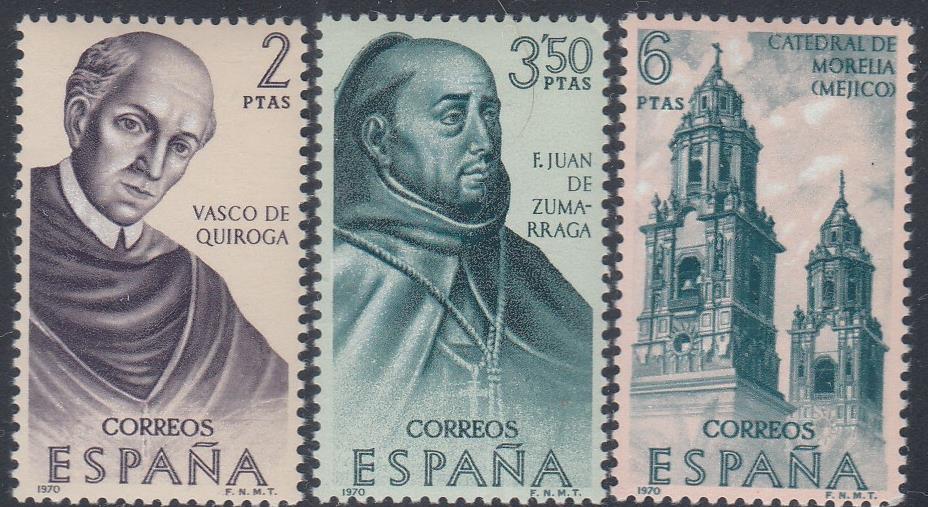 2
PTAS
VASCO DE
QUIROGA
CORREOS
ESPAÑA
1970
F.N.M.T.
3'50
PTAS
F. JUAN
DE
ZUMA-
RRAGA
CORREOS
ESPAÑA
1970
F.N.M.T.
6
PTAS
CATEDRAL DE
MORELIA
(MEJICO)
CORREOS
ESPAÑA
1970
F.N.M.T.